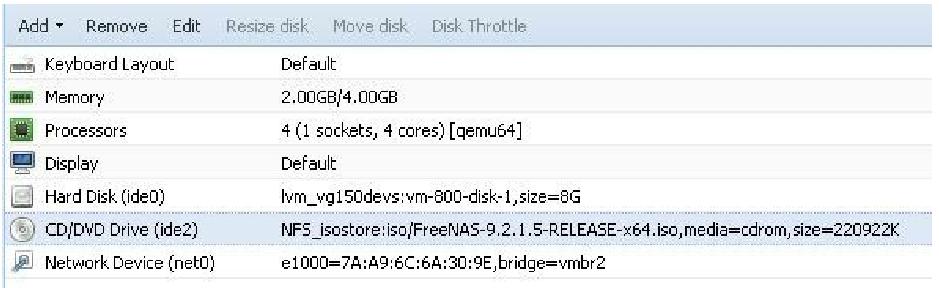 Add Remove Edit Resize disk Move disk Disk Throttle
Keyboard Layout Default
Memory 2.00GB/4.00GB
Processors 4 (1 sockets, 4 cores) [qemu64]
Display Default
Hard Disk (ide0) lvm_vg150devs:vm-800-disk-1,size=8G
CD/DVD Drive (ide2) NFS_isostore:iso/FreeNAS-9.2.1.5-RELEASE-x64.iso,media=cdrom,size=220922K
Network Device (net0) e1000=7A:A9:6C:6A:30:9E,bridge=vmbr2